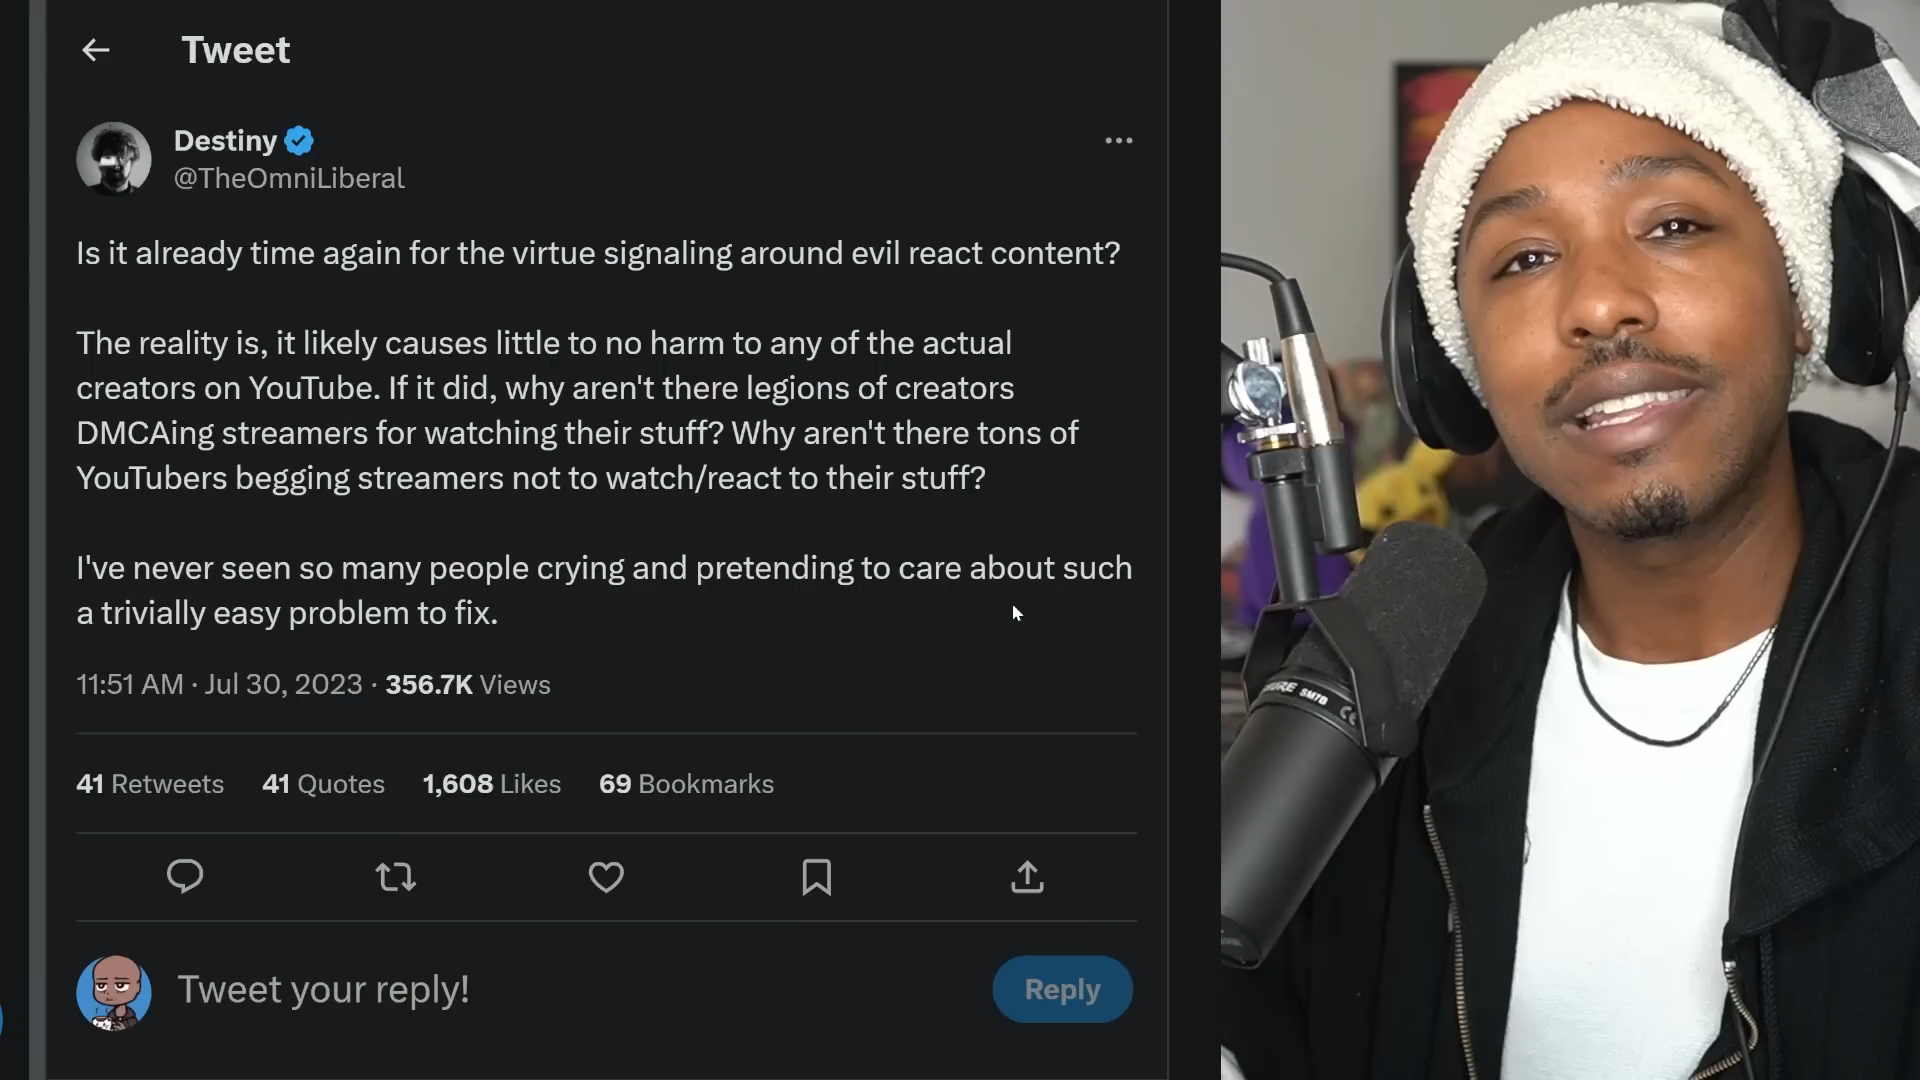 Tweet
Destiny
@TheOmniLiberal
Is it already time again for the virtue signaling around evil react content?
The reality is, it likely causes little to no harm to any of the actual
creators on YouTube. If it did, why aren't there legions of creators
DMCAing streamers for watching their stuff? Why aren't there tons of
YouTubers begging streamers not to watch/react to their stuff?
I've never seen so many people crying and pretending to care about such
a trivially easy problem to fix.
11:51 AM · Jul 30, 2023 · 356.7K Views
41 Retweets 41 Quotes 1,608 Likes 69 Bookmarks
Tweet your reply!
Reply
SM7B